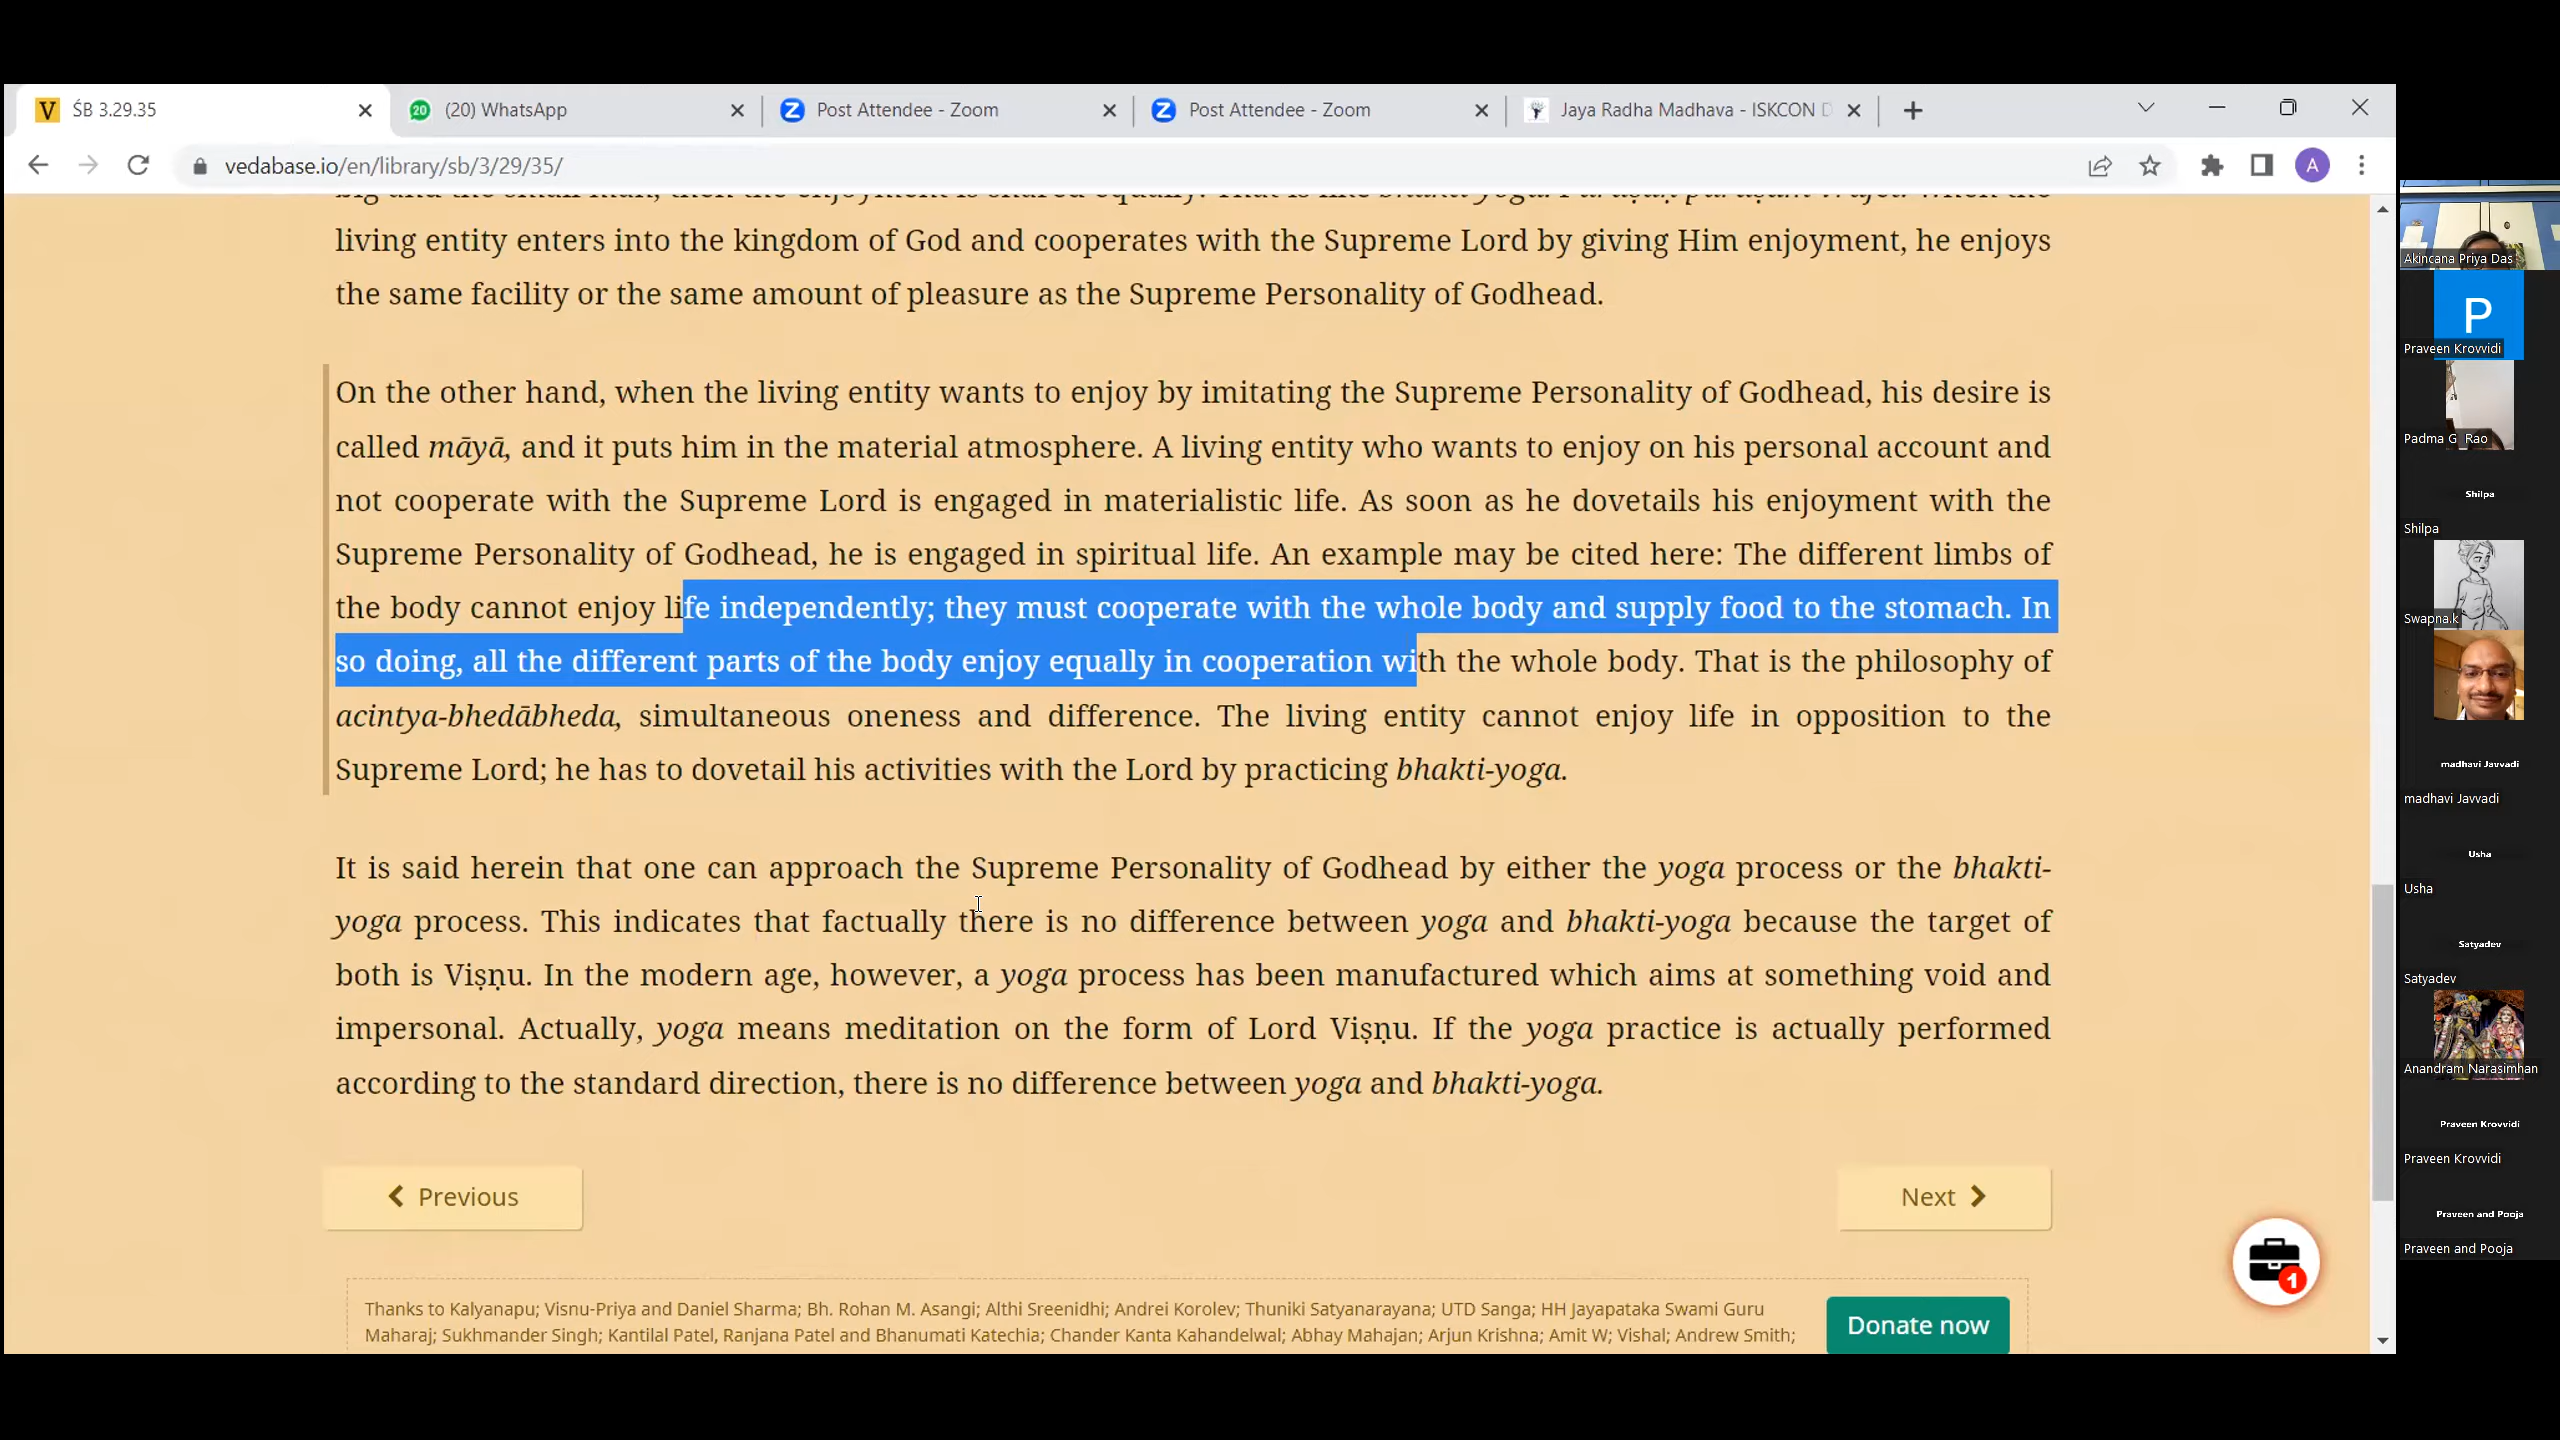 ŚB 3.29.35
(20) WhatsApp
Post Attendee - Zoom
Post Attendee - Zoom
Jaya Radha Madhava - ISKCON D
vedabase.io/en/library/sb/3/29/35/
A
living entity enters into the kingdom of God and cooperates with the Supreme Lord by giving Him enjoyment, he enjoys
the same facility or the same amount of pleasure as the Supreme Personality of Godhead.
On the other hand, when the living entity wants to enjoy by imitating the Supreme Personality of Godhead, his desire is
called māyā, and it puts him in the material atmosphere. A living entity who wants to enjoy on his personal account and
not cooperate with the Supreme Lord is engaged in materialistic life. As soon as he dovetails his enjoyment with the
Supreme Personality of Godhead, he is engaged in spiritual life. An example may be cited here: The different limbs of
the body cannot enjoy life independently; they must cooperate with the whole body and supply food to the stomach. In
so doing, all the different parts of the body enjoy equally in cooperation with the whole body. That is the philosophy of
acintya-bhedābheda, simultaneous oneness and difference. The living entity cannot enjoy life in opposition to the
Supreme Lord; he has to dovetail his activities with the Lord by practicing bhakti-yoga.
It is said herein that one can approach the Supreme Personality of Godhead by either the yoga process or the bhakti-
yoga process. This indicates that factually there is no difference between yoga and bhakti-yoga because the target of
both is Viṣṇu. In the modern age, however, a yoga process has been manufactured which aims at something void and
impersonal. Actually, yoga means meditation on the form of Lord Viṣṇu. If the yoga practice is actually performed
according to the standard direction, there is no difference between yoga and bhakti-yoga.
Previous
Next
1
Thanks to Kalyanapu; Visnu-Priya and Daniel Sharma; Bh. Rohan M. Asangi; Althi Sreenidhi; Andrei Korolev; Thuniki Satyanarayana; UTD Sanga; HH Jayapataka Swami Guru
Maharaj; Sukhmander Singh; Kantilal Patel, Ranjana Patel and Bhanumati Katechia; Chander Kanta Kahandelwal; Abhay Mahajan; Arjun Krishna; Amit W; Vishal; Andrew Smith;
Donate now
Akincana Priya Das
P
Praveen Krovvidi
Padma G Rao
Shilpa
Shilpa
Swapna.k
madhavi Javvadi
madhavi Javvadi
Usha
Usha
Satyadev
Satyadev
Anandram Narasimhan
Praveen Krovvidi
Praveen Krovvidi
Praveen and Pooja
Praveen and Pooja